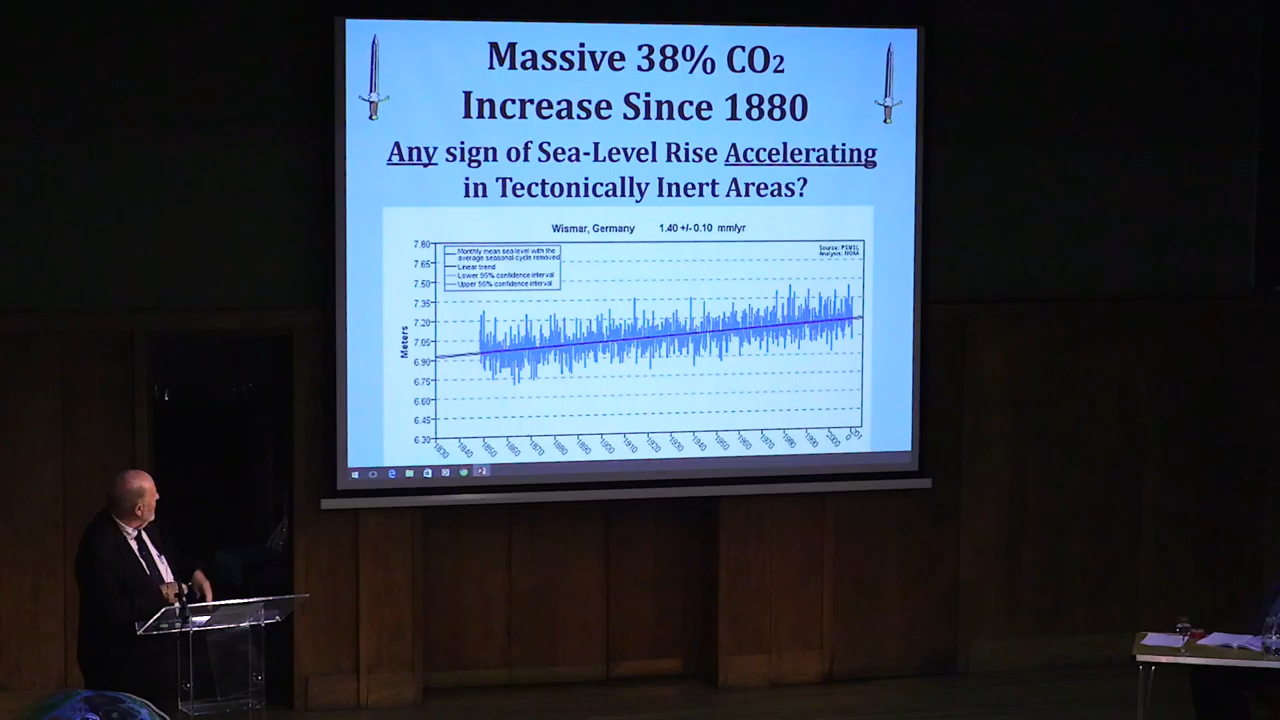 Massive 38% CO₂
Increase Since 1880
Any sign of Sea-Level Rise Accelerating
in Tectonically Inert Areas?
Wismar, Germany 1.40 +/- 0.10 mm/yr
Source: PSMSL
Analysis: NOAA
Monthly mean sea level with the
average seasonal cycle removed
Linear trend
Lower 95% confidence interval
Upper 95% confidence interval
Meters
7.80
7.65
7.50
7.35
7.20
7.05
6.90
6.75
6.60
6.45
6.30
1830
1840
1850
1860
1870
1880
1890
1900
1910
1920
1930
1940
1950
1960
1970
1980
1990
2000